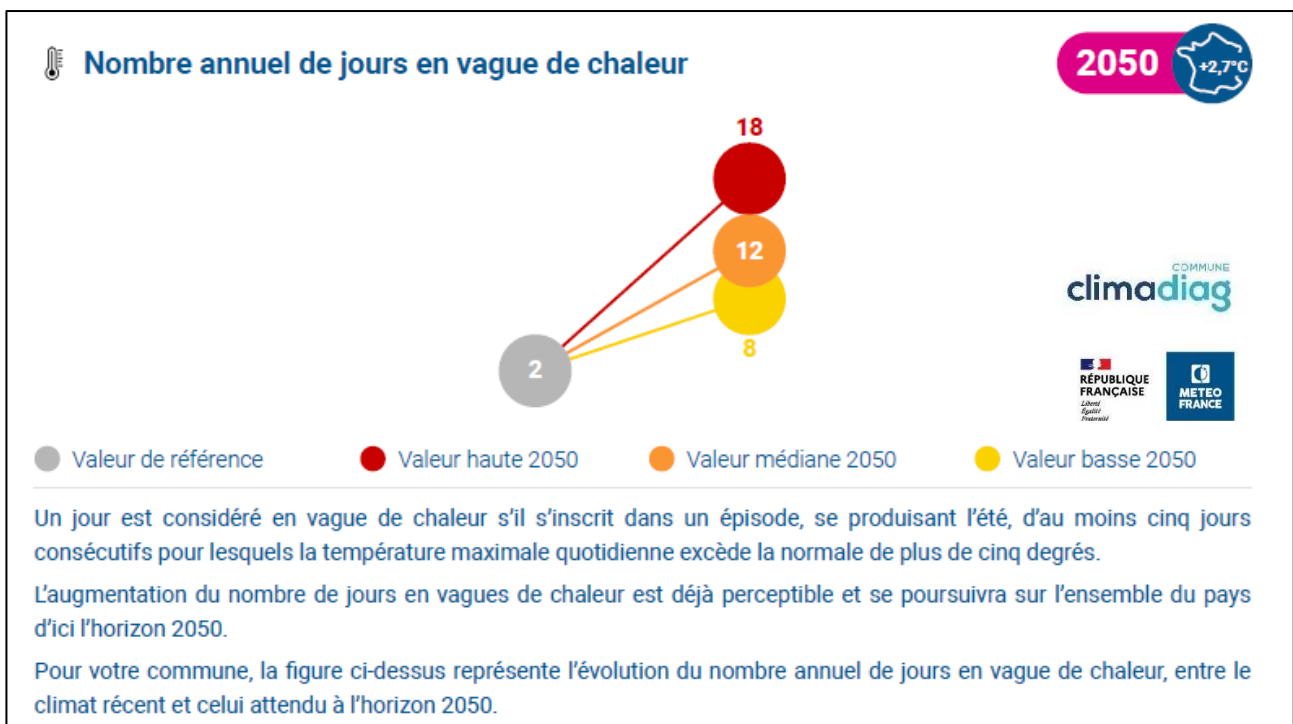 Nombre annuel de jours en vague de chaleur
2050
+2,7°C
18
12
8
2
COMMUNE
climadiag
RÉPUBLIQUE
FRANÇAISE
Liberté
Égalité
Fraternité
METEO
FRANCE
Valeur de référence
Valeur haute 2050
Valeur médiane 2050
Valeur basse 2050
Un jour est considéré en vague de chaleur s'il s'inscrit dans un épisode, se produisant l'été, d'au moins cinq jours
consécutifs pour lesquels la température maximale quotidienne excède la normale de plus de cinq degrés.
L'augmentation du nombre de jours en vagues de chaleur est déjà perceptible et se poursuivra sur l'ensemble du pays
d'ici l'horizon 2050.
Pour votre commune, la figure ci-dessus représente l'évolution du nombre annuel de jours en vague de chaleur, entre le
climat récent et celui attendu à l'horizon 2050.